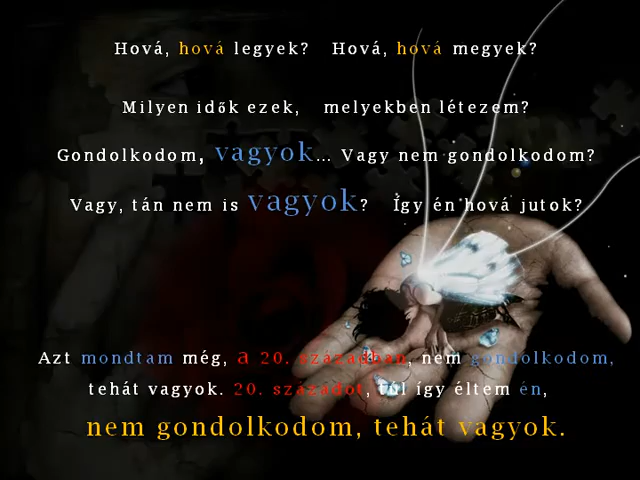 Hová, hová legyek? Hová, hová megyek?
Milyen idők ezek, melyekben létezem?
Gondolkodom, vagyok... Vagy nem gondolkodom?
Vagy, tán nem is vagyok? Így én hová jutok?
Azt mondtam még, a 20. században, nem gondolkodom,
tehát vagyok. 20. századot, túl így éltem én,
nem gondolkodom, tehát vagyok.